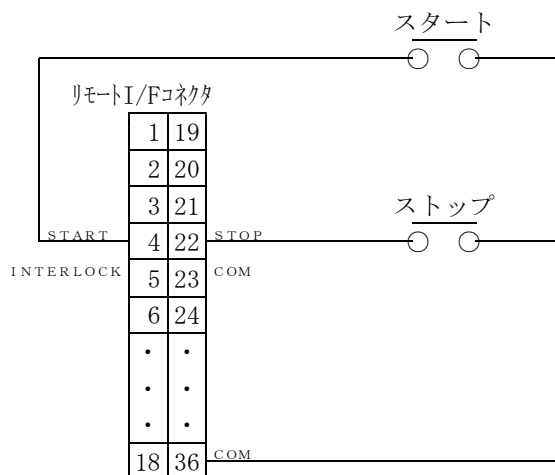 スタート
リモートI/Fコネクタ
1 19
2 20
3 21
ストップ
START 4 22 STOP
INTERLOCK 5 23 COM
6 24
・ ・
・ ・
・ ・
18 36 COM